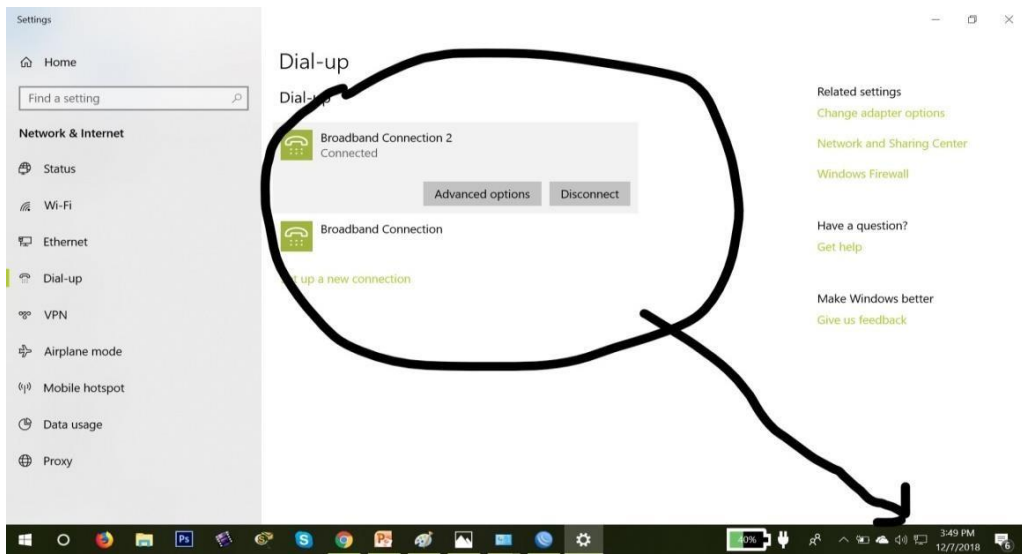 Settings
Home
Find a setting
Network & Internet
Status
Wi-Fi
Ethernet
Dial-up
VPN
Airplane mode
Mobile hotspot
Data usage
Proxy
Dial-up
Dial-up
Broadband Connection 2
Connected
Advanced options Disconnect
Broadband Connection
up a new connection
Related settings
Change adapter options
Network and Sharing Center
Windows Firewall
Have a question?
Get help
Make Windows better
Give us feedback
Ps
S
40%
3:49 PM
12/7/2018
6